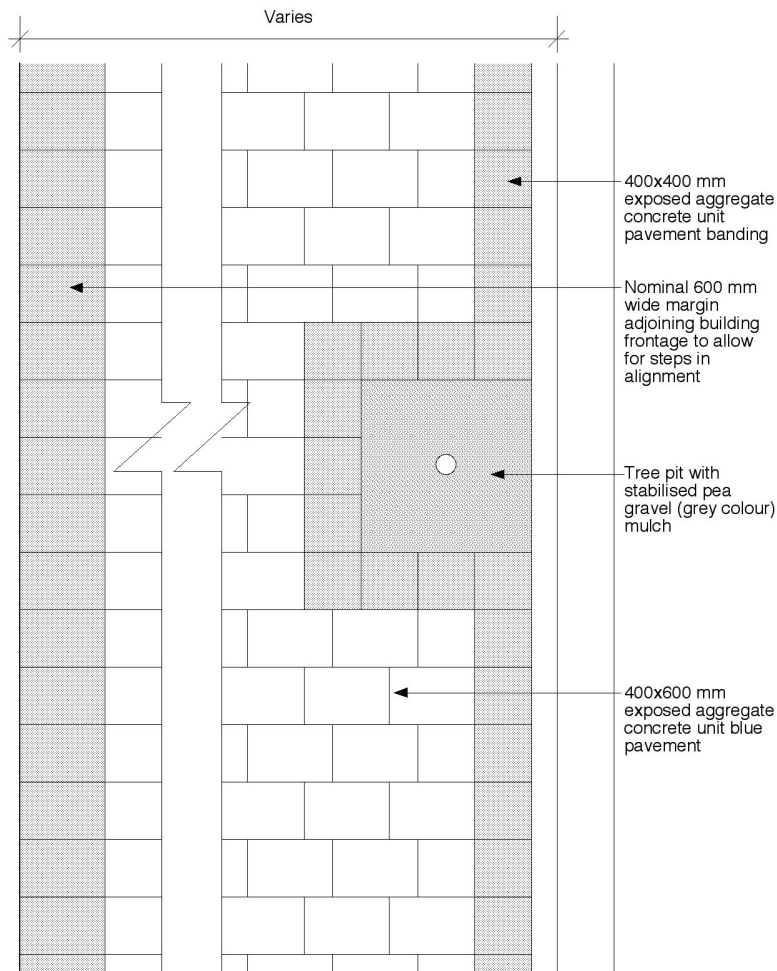 Varies
400x400 mm
exposed aggregate
concrete unit
pavement banding
Nominal 600 mm
wide margin
adjoining building
frontage to allow
for steps in
alignment
Tree pit with
stabilised pea
gravel (grey colour)
mulch
400x600 mm
exposed aggregate
concrete unit blue
pavement